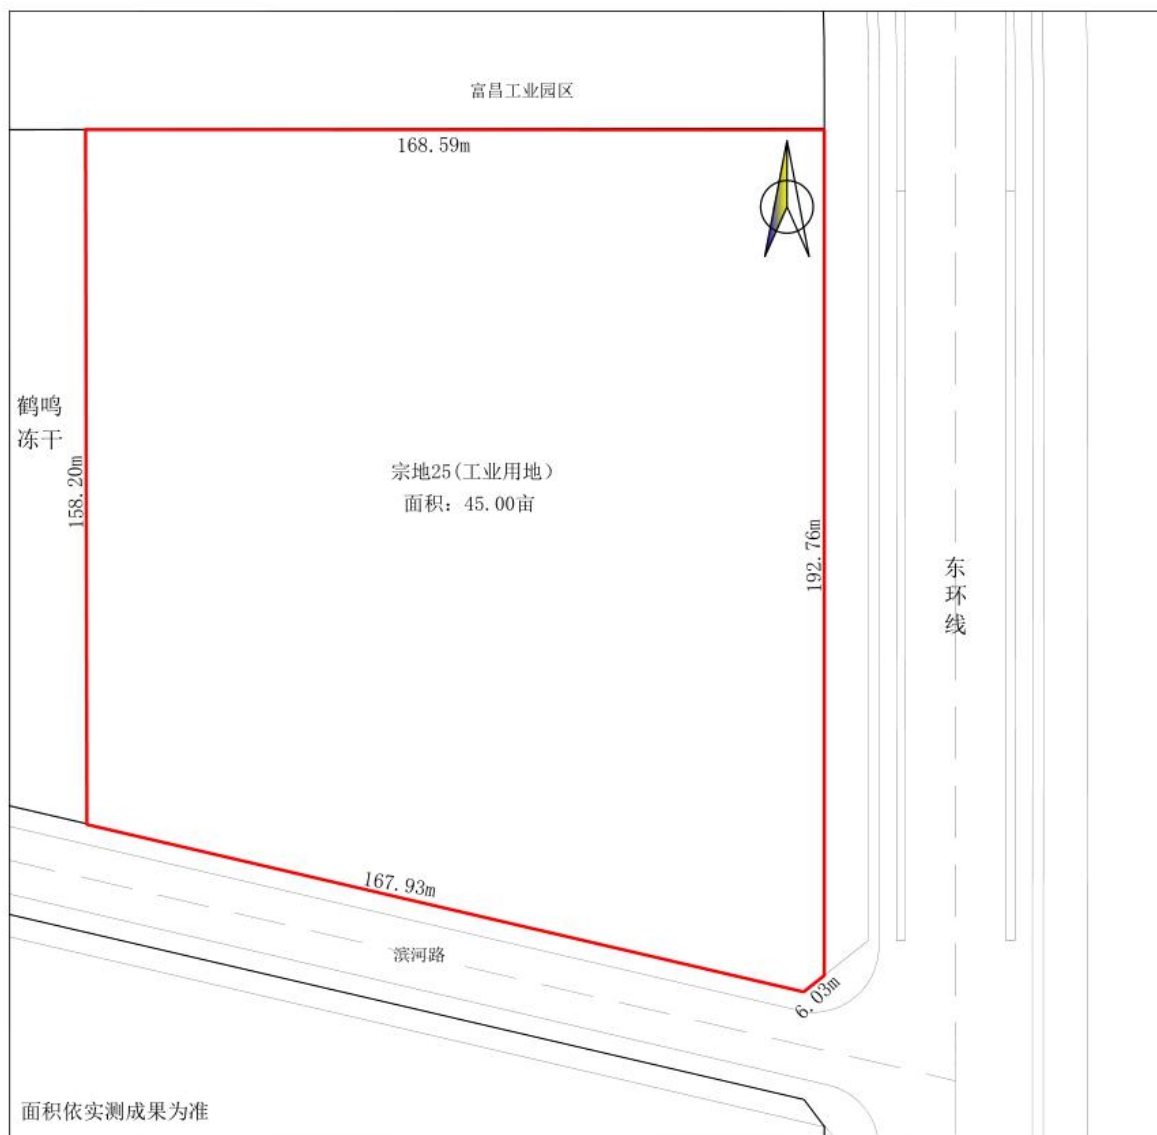 富昌工业园区
168.59m
鹤鸣
冻干
158.20m
宗地25(工业用地)
面积：45.00亩
192.76m
东
环
线
167.93m
滨河路
6.03m
面积依实测成果为准